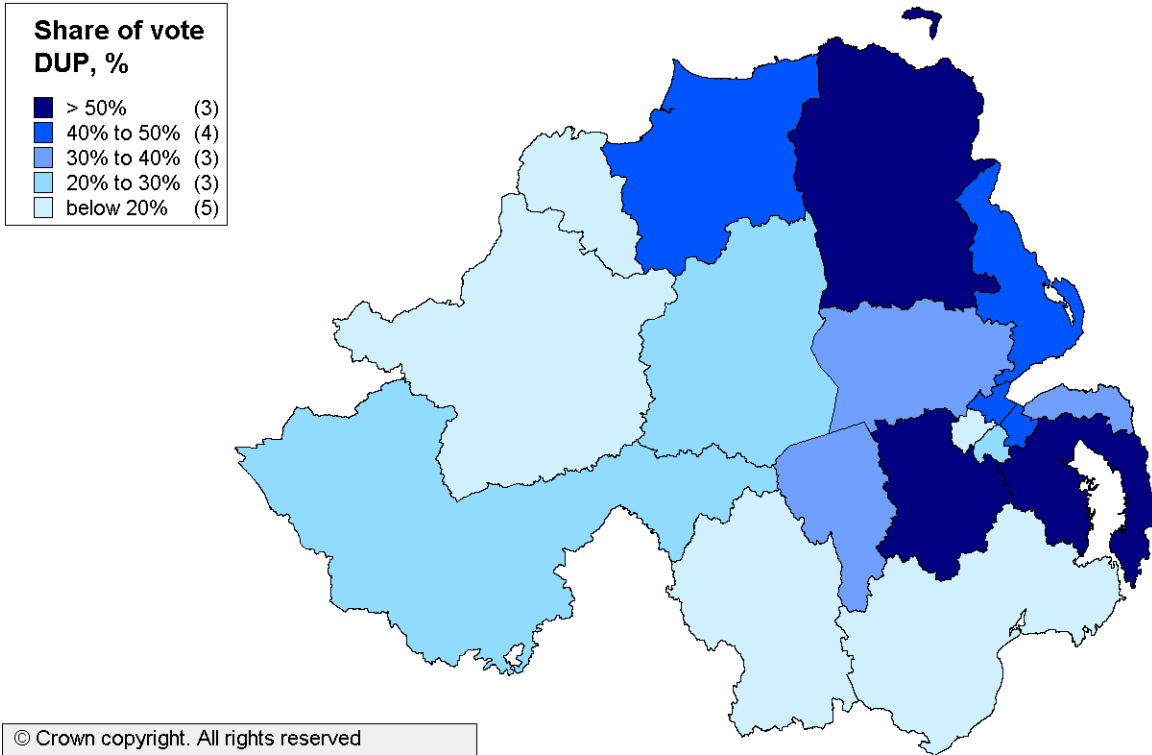 Share of vote
DUP, %
> 50% (3)
40% to 50% (4)
30% to 40% (3)
20% to 30% (3)
below 20% (5)
© Crown copyright. All rights reserved